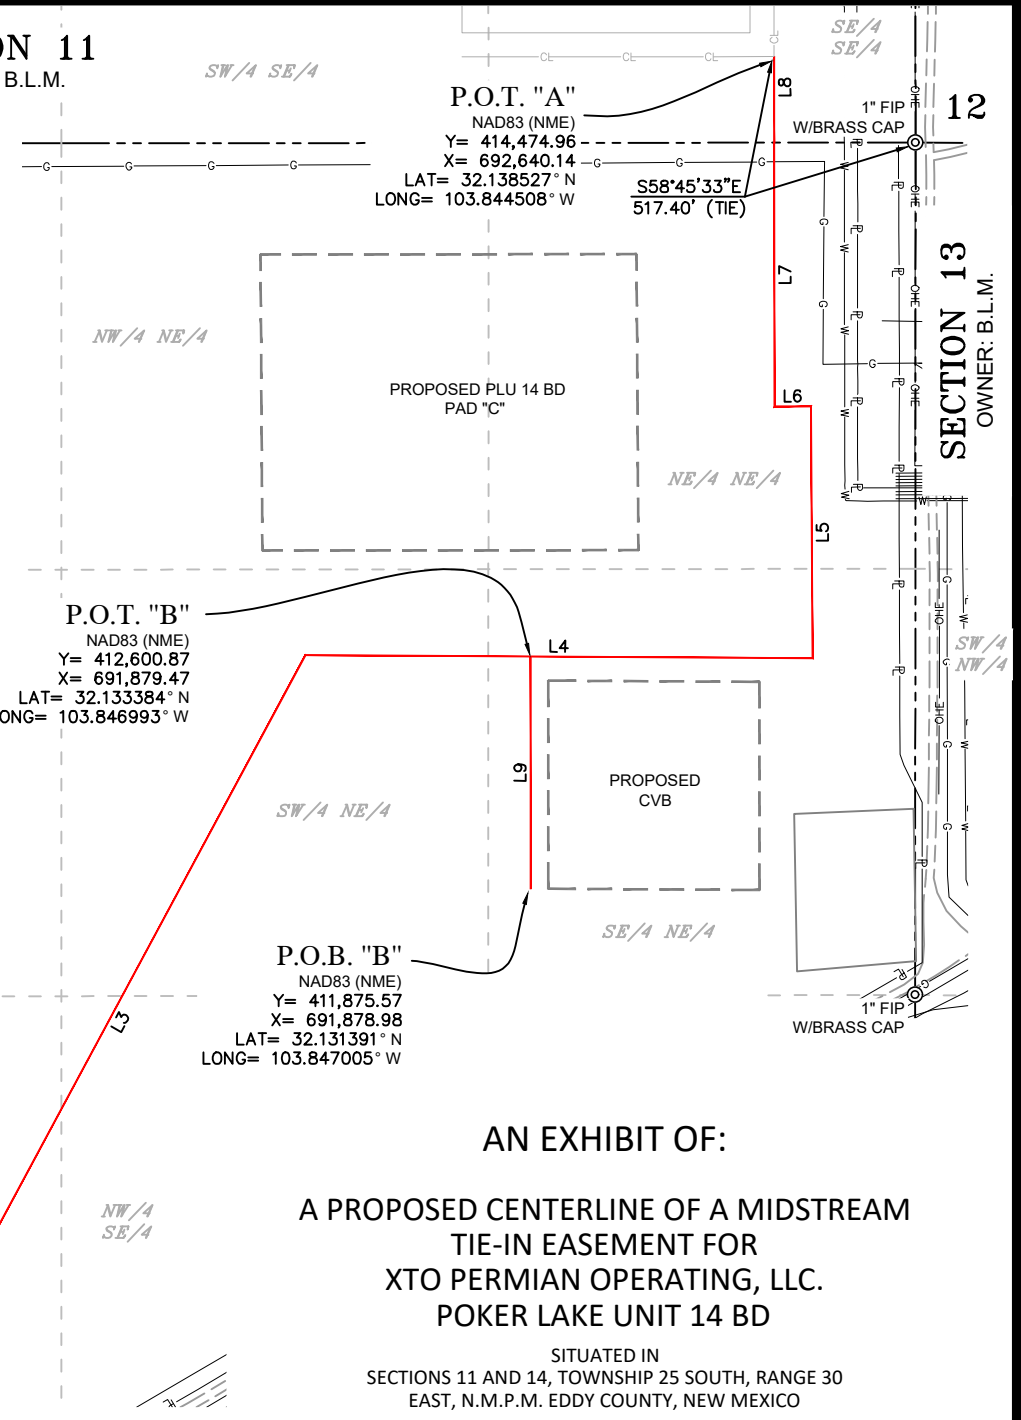 ON 11
B.L.M.
SW/4 SE/4
SE/4
SE/4
CL
CL
CL
CL
L8
P.O.T. "A"
NAD83 (NME)
Y= 414,474.96
X= 692,640.14
LAT= 32.138527° N
LONG= 103.844508° W
1" FIP
W/BRASS CAP
12
OHE
G
G
G
G
G
G
G
S58°45'33"E
517.40' (TIE)
L7
SECTION 13
OWNER: B.L.M.
NW/4 NE/4
PROPOSED PLU 14 BD
PAD "C"
L6
NE/4 NE/4
L5
P.O.T. "B"
NAD83 (NME)
Y= 412,600.87
X= 691,879.47
LAT= 32.133384° N
ONG= 103.846993° W
L4
SW/4
NW/4
L9
PROPOSED
CVB
SW/4 NE/4
SE/4 NE/4
P.O.B. "B"
NAD83 (NME)
Y= 411,875.57
X= 691,878.98
LAT= 32.131391° N
LONG= 103.847005° W
1" FIP
W/BRASS CAP
L3
NW/4
SE/4
AN EXHIBIT OF:
A PROPOSED CENTERLINE OF A MIDSTREAM
TIE-IN EASEMENT FOR
XTO PERMIAN OPERATING, LLC.
POKER LAKE UNIT 14 BD
SITUATED IN
SECTIONS 11 AND 14, TOWNSHIP 25 SOUTH, RANGE 30
EAST, N.M.P.M. EDDY COUNTY, NEW MEXICO